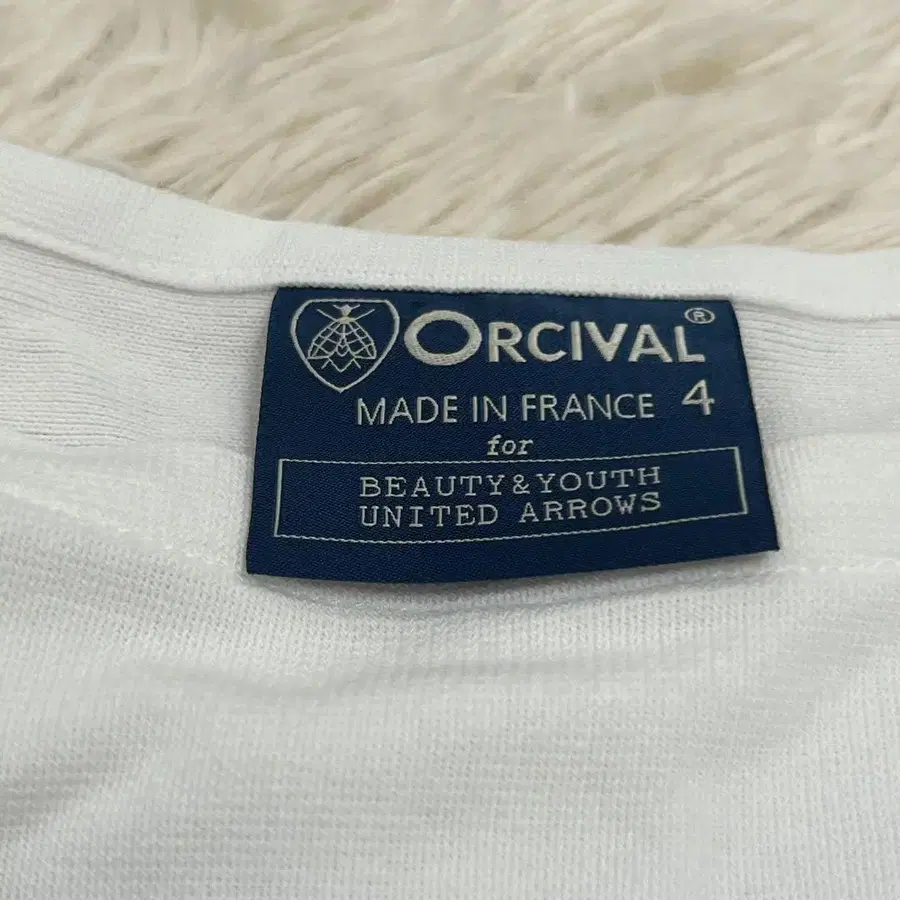 ORCIVAL®
MADE IN FRANCE 4
for
BEAUTY&YOUTH
UNITED ARROWS